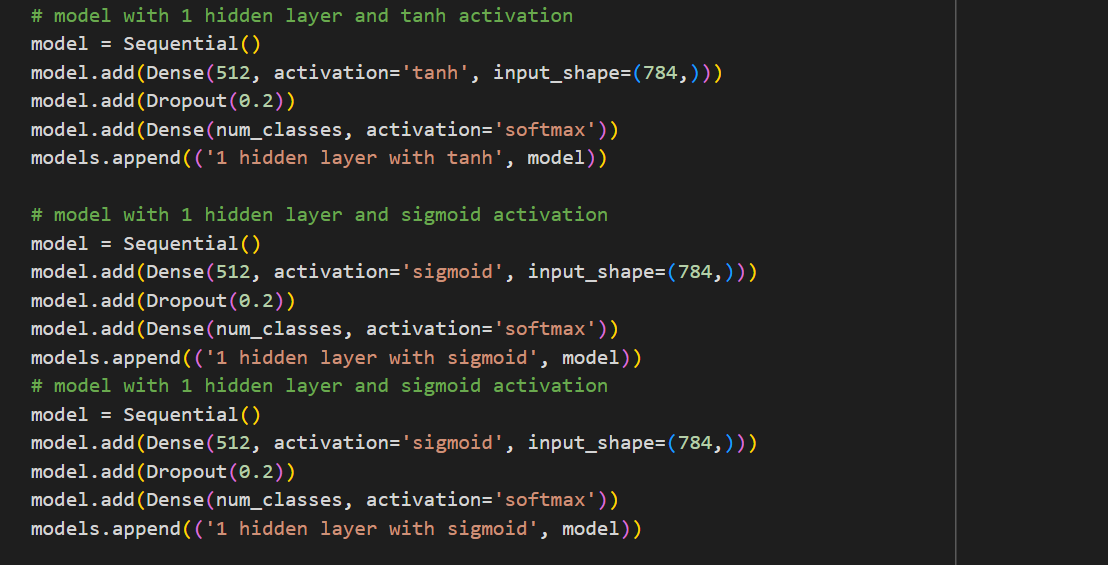 # model with 1 hidden layer and tanh activation
model = Sequential()
model.add(Dense(512, activation='tanh', input_shape=(784,)))
model.add(Dropout(0.2))
model.add(Dense(num_classes, activation='softmax'))
models.append(('1 hidden layer with tanh', model))
# model with 1 hidden layer and sigmoid activation
model = Sequential()
model.add(Dense(512, activation='sigmoid', input_shape=(784,)))
model.add(Dropout(0.2))
model.add(Dense(num_classes, activation='softmax'))
models.append(('1 hidden layer with sigmoid', model))
# model with 1 hidden layer and sigmoid activation
model = Sequential()
model.add(Dense(512, activation='sigmoid', input_shape=(784,)))
model.add(Dropout(0.2))
model.add(Dense(num_classes, activation='softmax'))
models.append(('1 hidden layer with sigmoid', model))